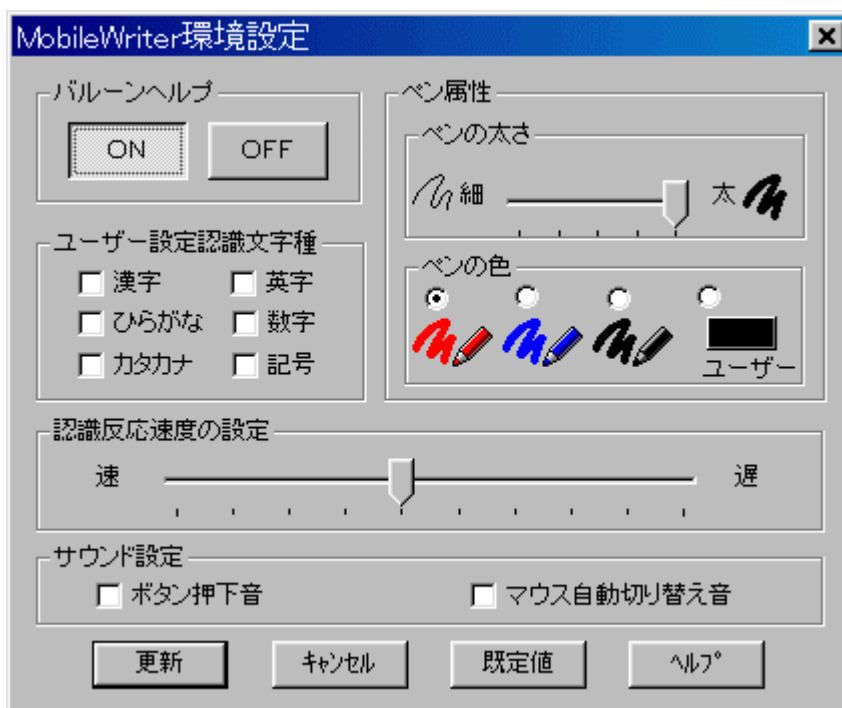 MobileWriter環境設定
バルーンヘルプ
ON OFF
ユーザー設定認識文字種
漢字 英字
ひらがな 数字
カタカナ 記号
ペン属性
ペンの太さ
細 太
ペンの色
ユーザー
認識反応速度の設定
速 遅
サウンド設定
ボタン押下音 マウス自動切り替え音
更新 ｷｬﾝｾﾙ 既定値 ﾍﾙﾌﾟ